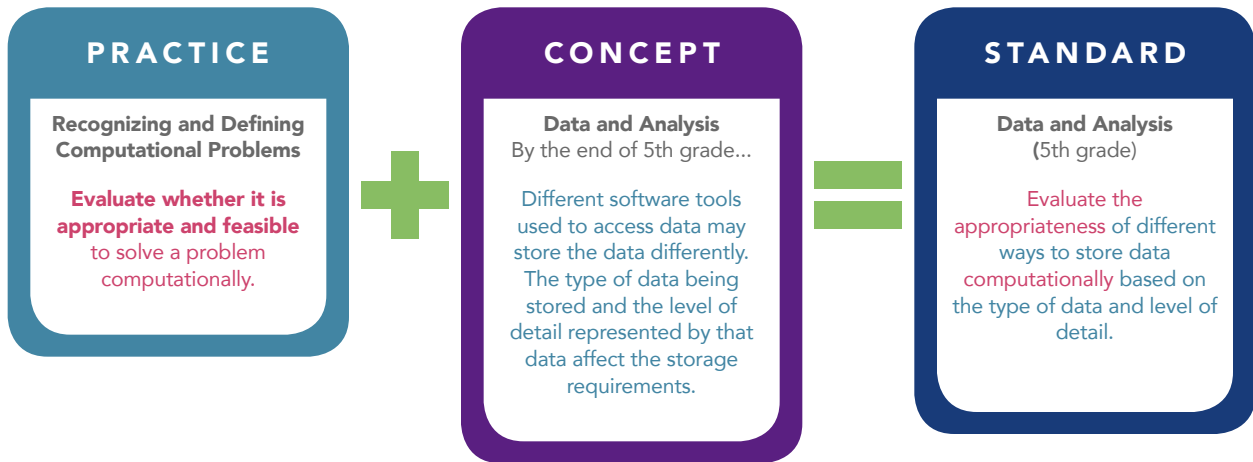 PRACTICE
Recognizing and Defining
Computational Problems
Evaluate whether it is
appropriate and feasible
to solve a problem
computationally.
CONCEPT
Data and Analysis
By the end of 5th grade...
Different software tools
used to access data may
store the data differently.
The type of data being
stored and the level of
detail represented by that
data affect the storage
requirements.
STANDARD
Data and Analysis
(5th grade)
Evaluate the
appropriateness of different
ways to store data
computationally based on
the type of data and level of
detail.